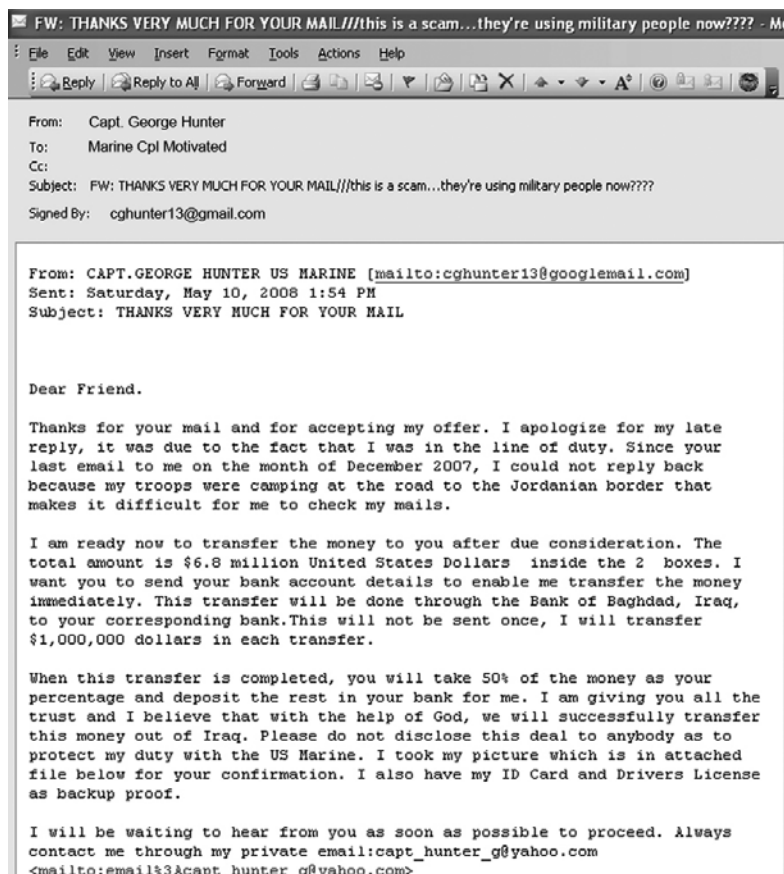 FW: THANKS VERY MUCH FOR YOUR MAIL///this is a scam...they're using military people now???? - M
File Edit View Insert Format Tools Actions Help
Reply Reply to All Forward
From: Capt. George Hunter
To: Marine Cpl Motivated
Cc:
Subject: FW: THANKS VERY MUCH FOR YOUR MAIL///this is a scam...they're using military people now????
Signed By: cghunter13@gmail.com
From: CAPT.GEORGE HUNTER US MARINE [mailto:cghunter13@googlemail.com]
Sent: Saturday, May 10, 2008 1:54 PM
Subject: THANKS VERY MUCH FOR YOUR MAIL
Dear Friend.
Thanks for your mail and for accepting my offer. I apologize for my late
reply, it was due to the fact that I was in the line of duty. Since your
last email to me on the month of December 2007, I could not reply back
because my troops were camping at the road to the Jordanian border that
makes it difficult for me to check my mails.
I am ready now to transfer the money to you after due consideration. The
total amount is $6.8 million United States Dollars  inside the 2  boxes. I
want you to send your bank account details to enable me transfer the money
immediately. This transfer will be done through the Bank of Baghdad, Iraq,
to your corresponding bank.This will not be sent once, I will transfer
$1,000,000 dollars in each transfer.
When this transfer is completed, you will take 50% of the money as your
percentage and deposit the rest in your bank for me. I am giving you all the
trust and I believe that with the help of God, we will successfully transfer
this money out of Iraq. Please do not disclose this deal to anybody as to
protect my duty with the US Marine. I took my picture which is in attached
file below for your confirmation. I also have my ID Card and Drivers License
as backup proof.
I will be waiting to hear from you as soon as possible to proceed. Always
contact me through my private email:capt_hunter_g@yahoo.com
<mailto:email%3Acapt_hunter_g@yahoo.com>